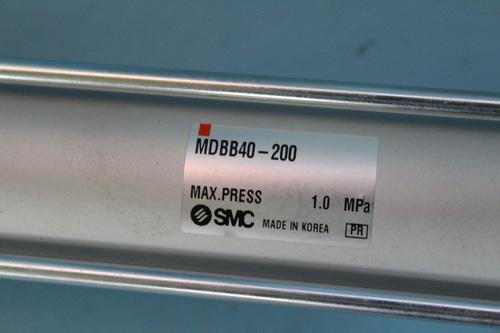 MDBB40-200
MAX.PRESS 1.0 MPa
SMC MADE IN KOREA PR